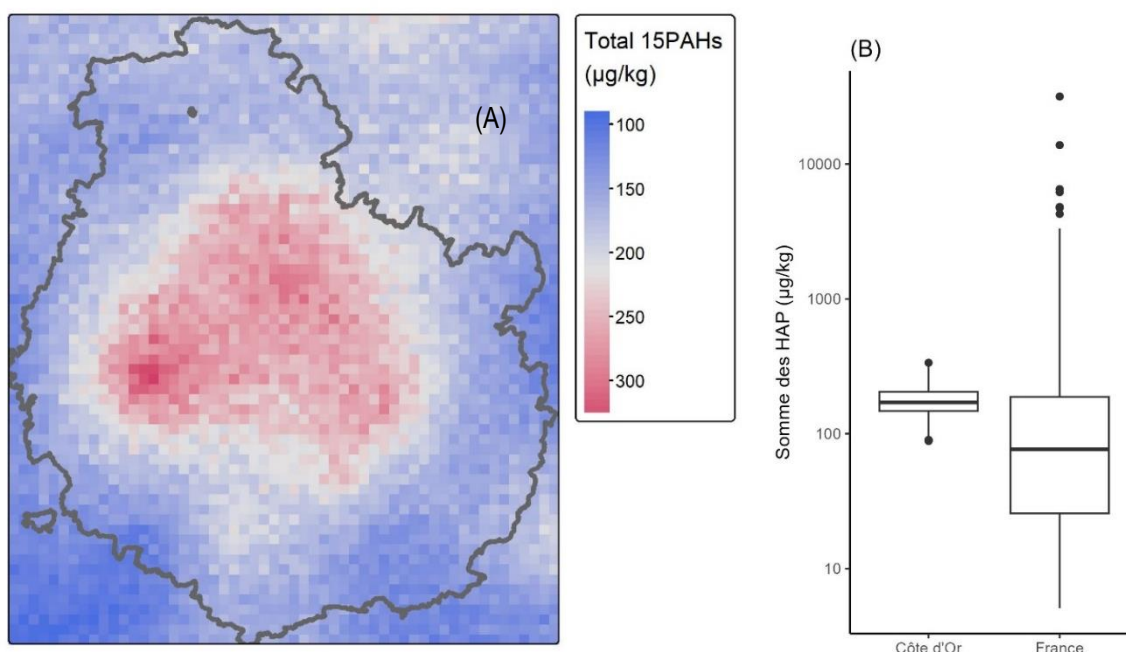 Total 15PAHs
(µg/kg)
(A)
100
150
200
250
300
(B)
Somme des HAP (µg/kg)
10000
1000
100
10
Côte d'Or
France